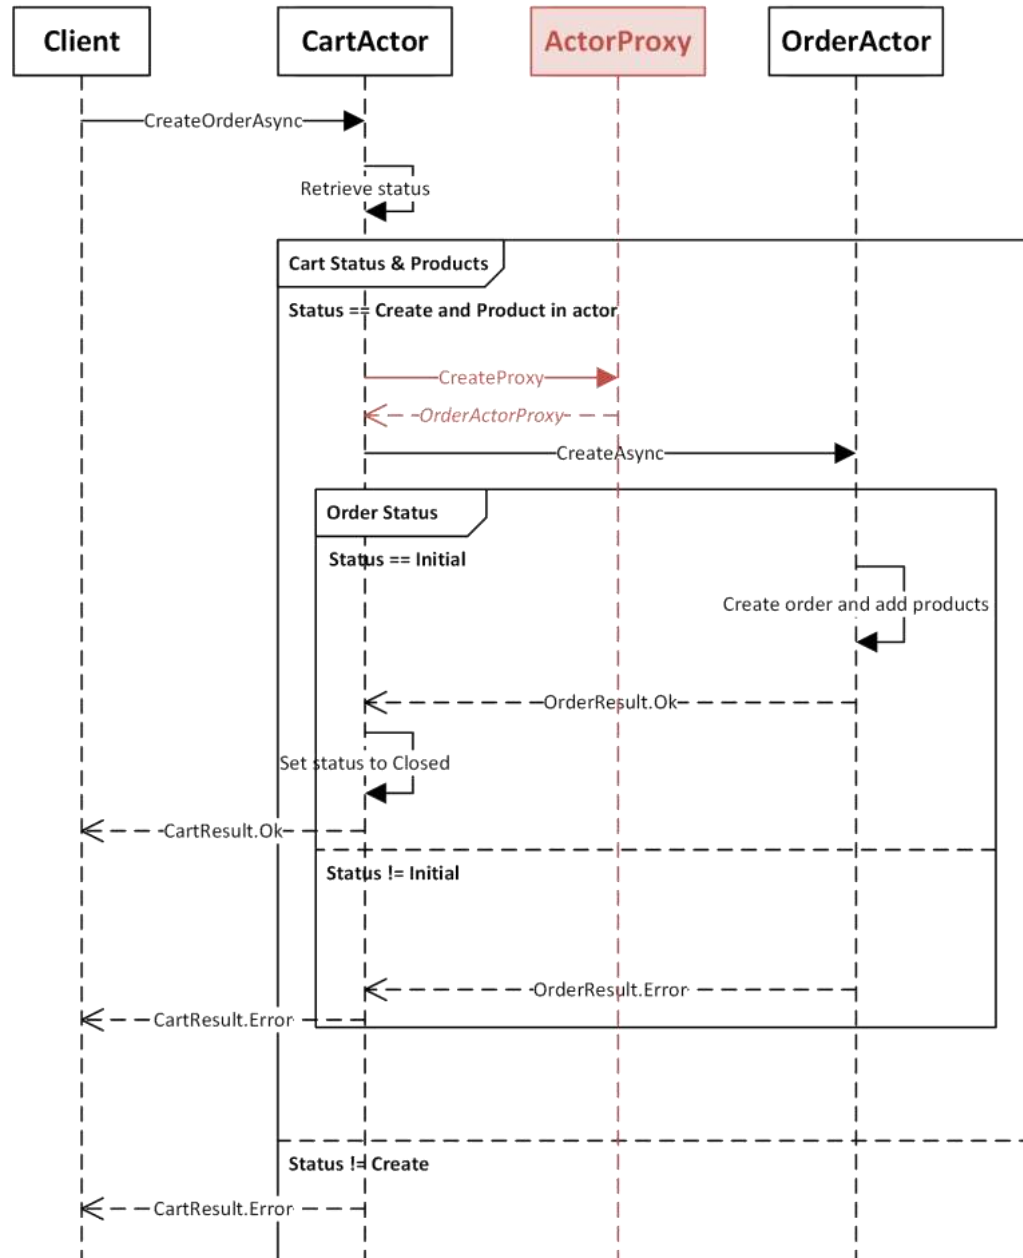 Client
CartActor
ActorProxy
OrderActor
CreateOrderAsync
Retrieve status
Cart Status & Products
Status == Create and Product in actor
CreateProxy
OrderActorProxy
CreateAsync
Order Status
Status == Initial
Create order and add products
OrderResult.Ok
Set status to Closed
CartResult.Ok
Status != Initial
OrderResult.Error
CartResult.Error
Status != Create
CartResult.Error